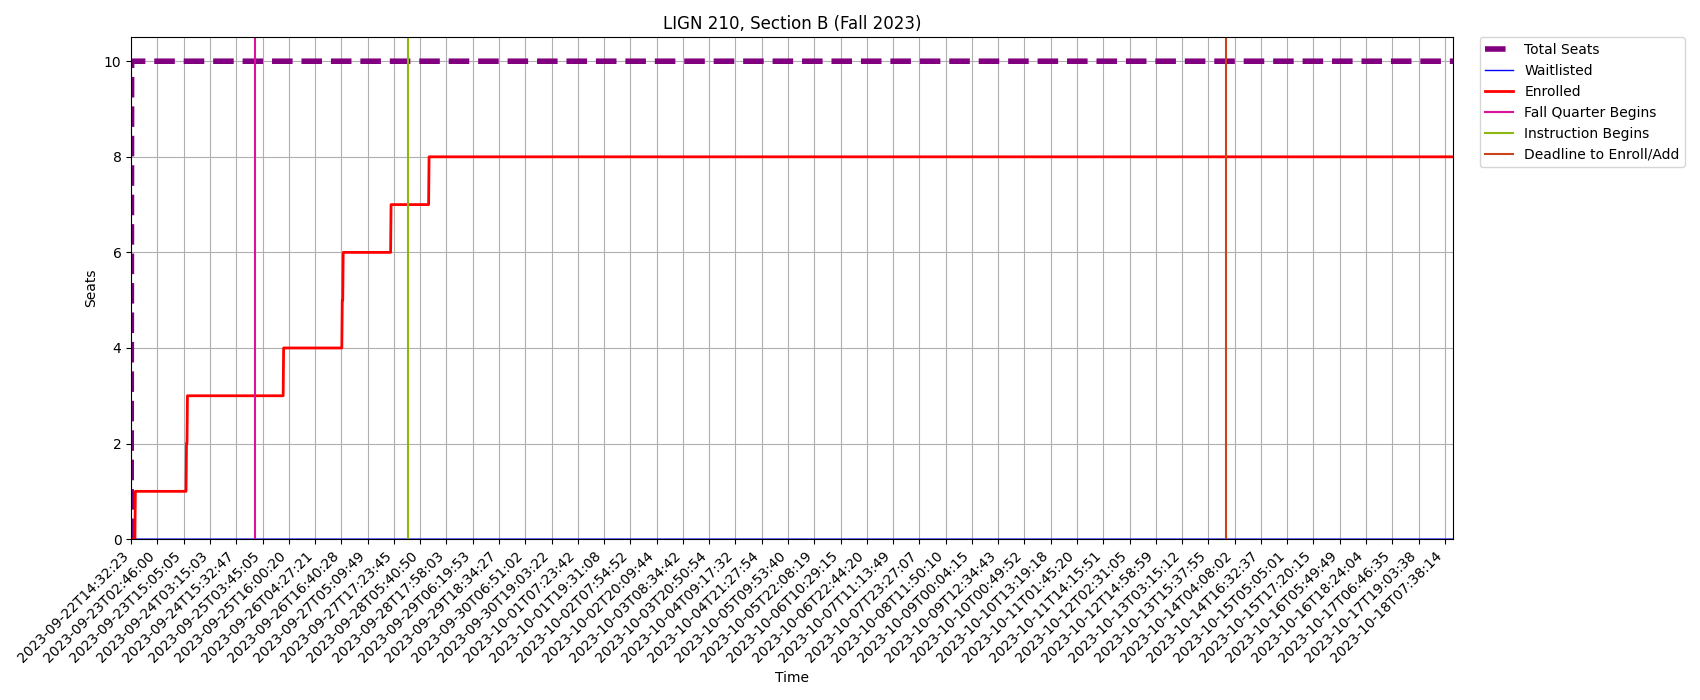 LIGN 210, Section B (Fall 2023)
Total Seats
Waitlisted
Enrolled
Fall Quarter Begins
Instruction Begins
Deadline to Enroll/Add
Seats
10
8
6
4
2
0
2023-09-22T14:32:23
2023-09-23T02:46:00
2023-09-23T15:05:05
2023-09-24T03:15:03
2023-09-24T15:32:47
2023-09-25T03:45:05
2023-09-25T16:00:20
2023-09-26T04:27:21
2023-09-26T16:40:28
2023-09-27T05:09:49
2023-09-27T17:23:45
2023-09-28T05:40:50
2023-09-28T17:58:03
2023-09-29T06:19:53
2023-09-29T18:34:27
2023-09-30T06:51:02
2023-09-30T19:03:22
2023-10-01T07:23:42
2023-10-01T19:31:08
2023-10-02T07:54:52
2023-10-02T20:09:44
2023-10-03T08:34:42
2023-10-03T20:50:54
2023-10-04T09:17:32
2023-10-04T21:27:54
2023-10-05T09:53:40
2023-10-05T22:08:19
2023-10-06T10:29:15
2023-10-06T22:44:20
2023-10-07T11:13:49
2023-10-07T23:27:07
2023-10-08T11:50:10
2023-10-09T00:04:15
2023-10-09T12:34:43
2023-10-10T00:49:52
2023-10-10T13:19:18
2023-10-11T01:45:20
2023-10-11T14:15:51
2023-10-12T02:31:05
2023-10-12T14:58:59
2023-10-13T03:15:12
2023-10-13T15:37:55
2023-10-14T04:08:02
2023-10-14T16:32:37
2023-10-15T05:05:01
2023-10-15T17:20:15
2023-10-16T05:49:49
2023-10-16T18:24:04
2023-10-17T06:46:35
2023-10-17T19:03:38
2023-10-18T07:38:14
Time